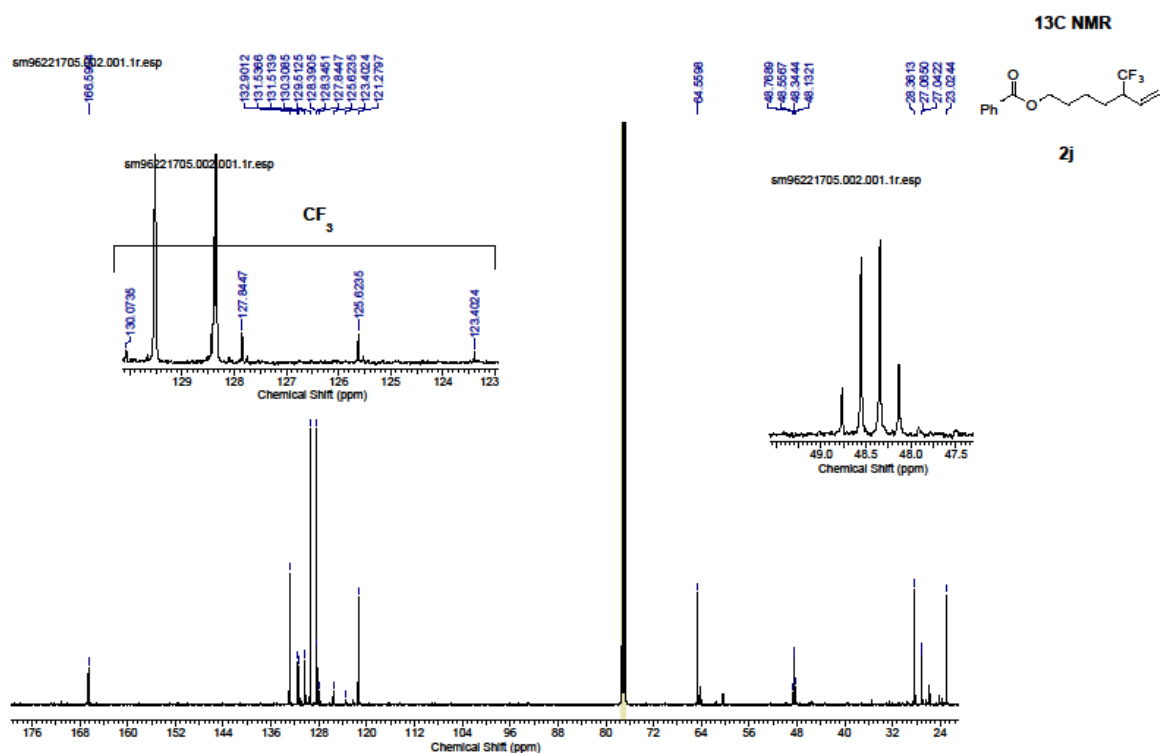 13C NMR
sm96221705.002.001.1r.esp
132.9012
131.5366
131.5139
130.3085
129.5125
128.3905
128.3451
127.8447
125.6235
123.4024
121.2797
64.5598
48.7689
48.5567
48.3444
48.1321
28.3613
27.0650
27.0422
23.0244
O
CF3
Ph
O
2j
sm96221705.002.001.1r.esp
CF3
130.0735
127.8447
125.6235
123.4024
129 128 127 126 125 124 123
Chemical Shift (ppm)
sm96221705.002.001.1r.esp
49.0 48.5 48.0 47.5
Chemical Shift (ppm)
176 168 160 152 144 136 128 120 112 104 96 88 80 72 64 56 48 40 32 24
Chemical Shift (ppm)